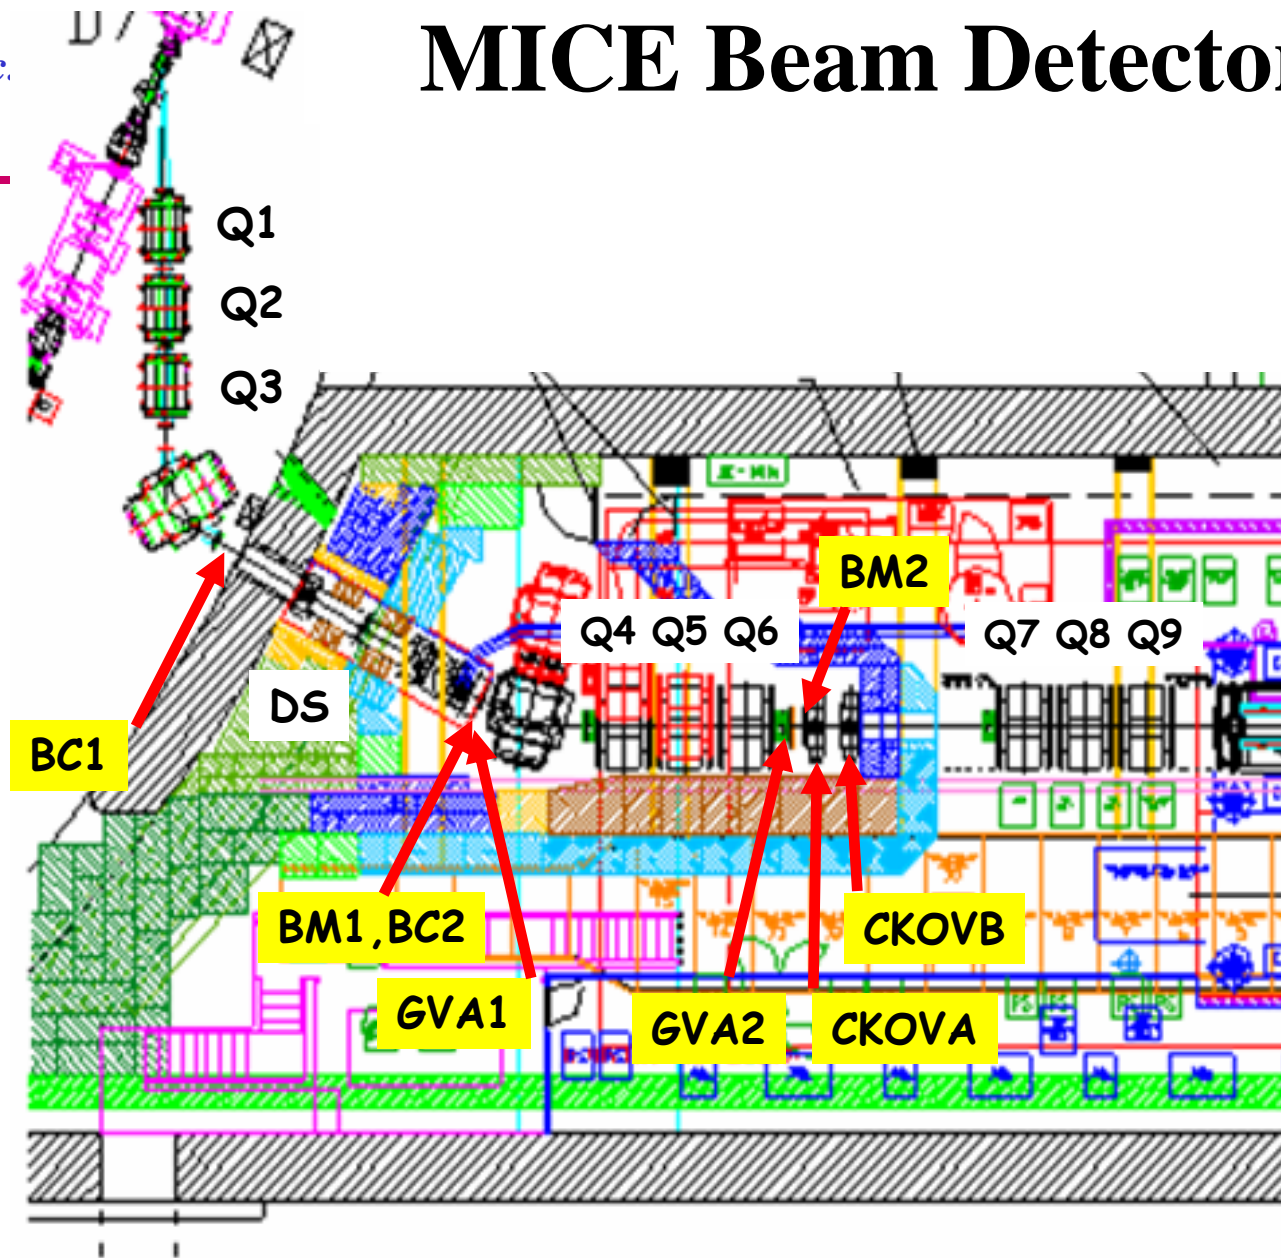 MICE Beam Detector
Q1
Q2
Q3
BM2
Q4 Q5 Q6
Q7 Q8 Q9
DS
BC1
BM1,BC2
CKOVB
GVA1
GVA2
CKOVA